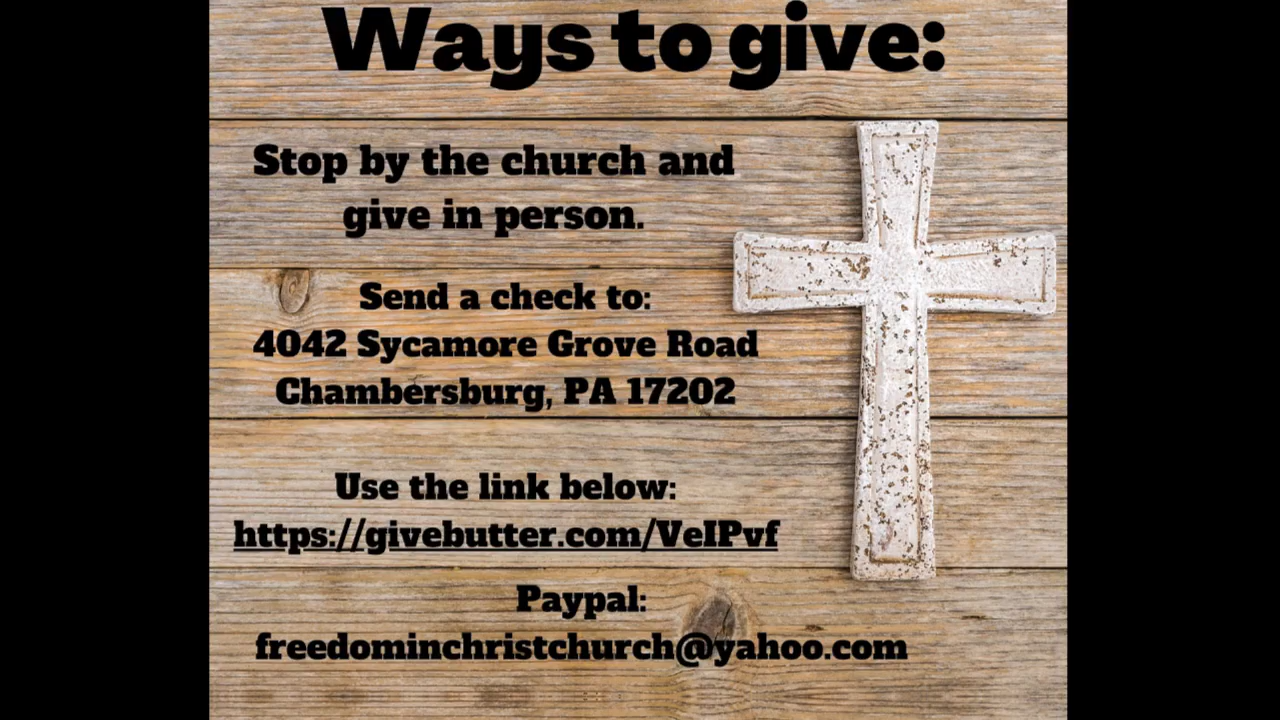 Ways to give:
Stop by the church and
give in person.
Send a check to:
4042 Sycamore Grove Road
Chambersburg, PA 17202
Use the link below:
https://givebutter.com/VeIPvf
Paypal:
freedominchristchurch@yahoo.com